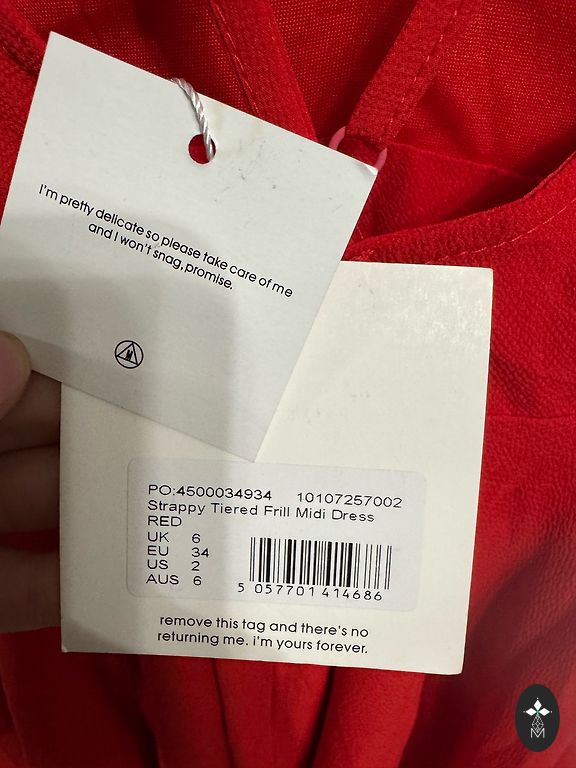 I'm pretty delicate so please take care of me
and I won't snag, promise.
PO:4500034934 10107257002
Strappy Tiered Frill Midi Dress
RED
UK 6
EU 34
US 2
AUS 6
5 057701 414686
remove this tag and there's no
returning me. i'm yours forever.
M